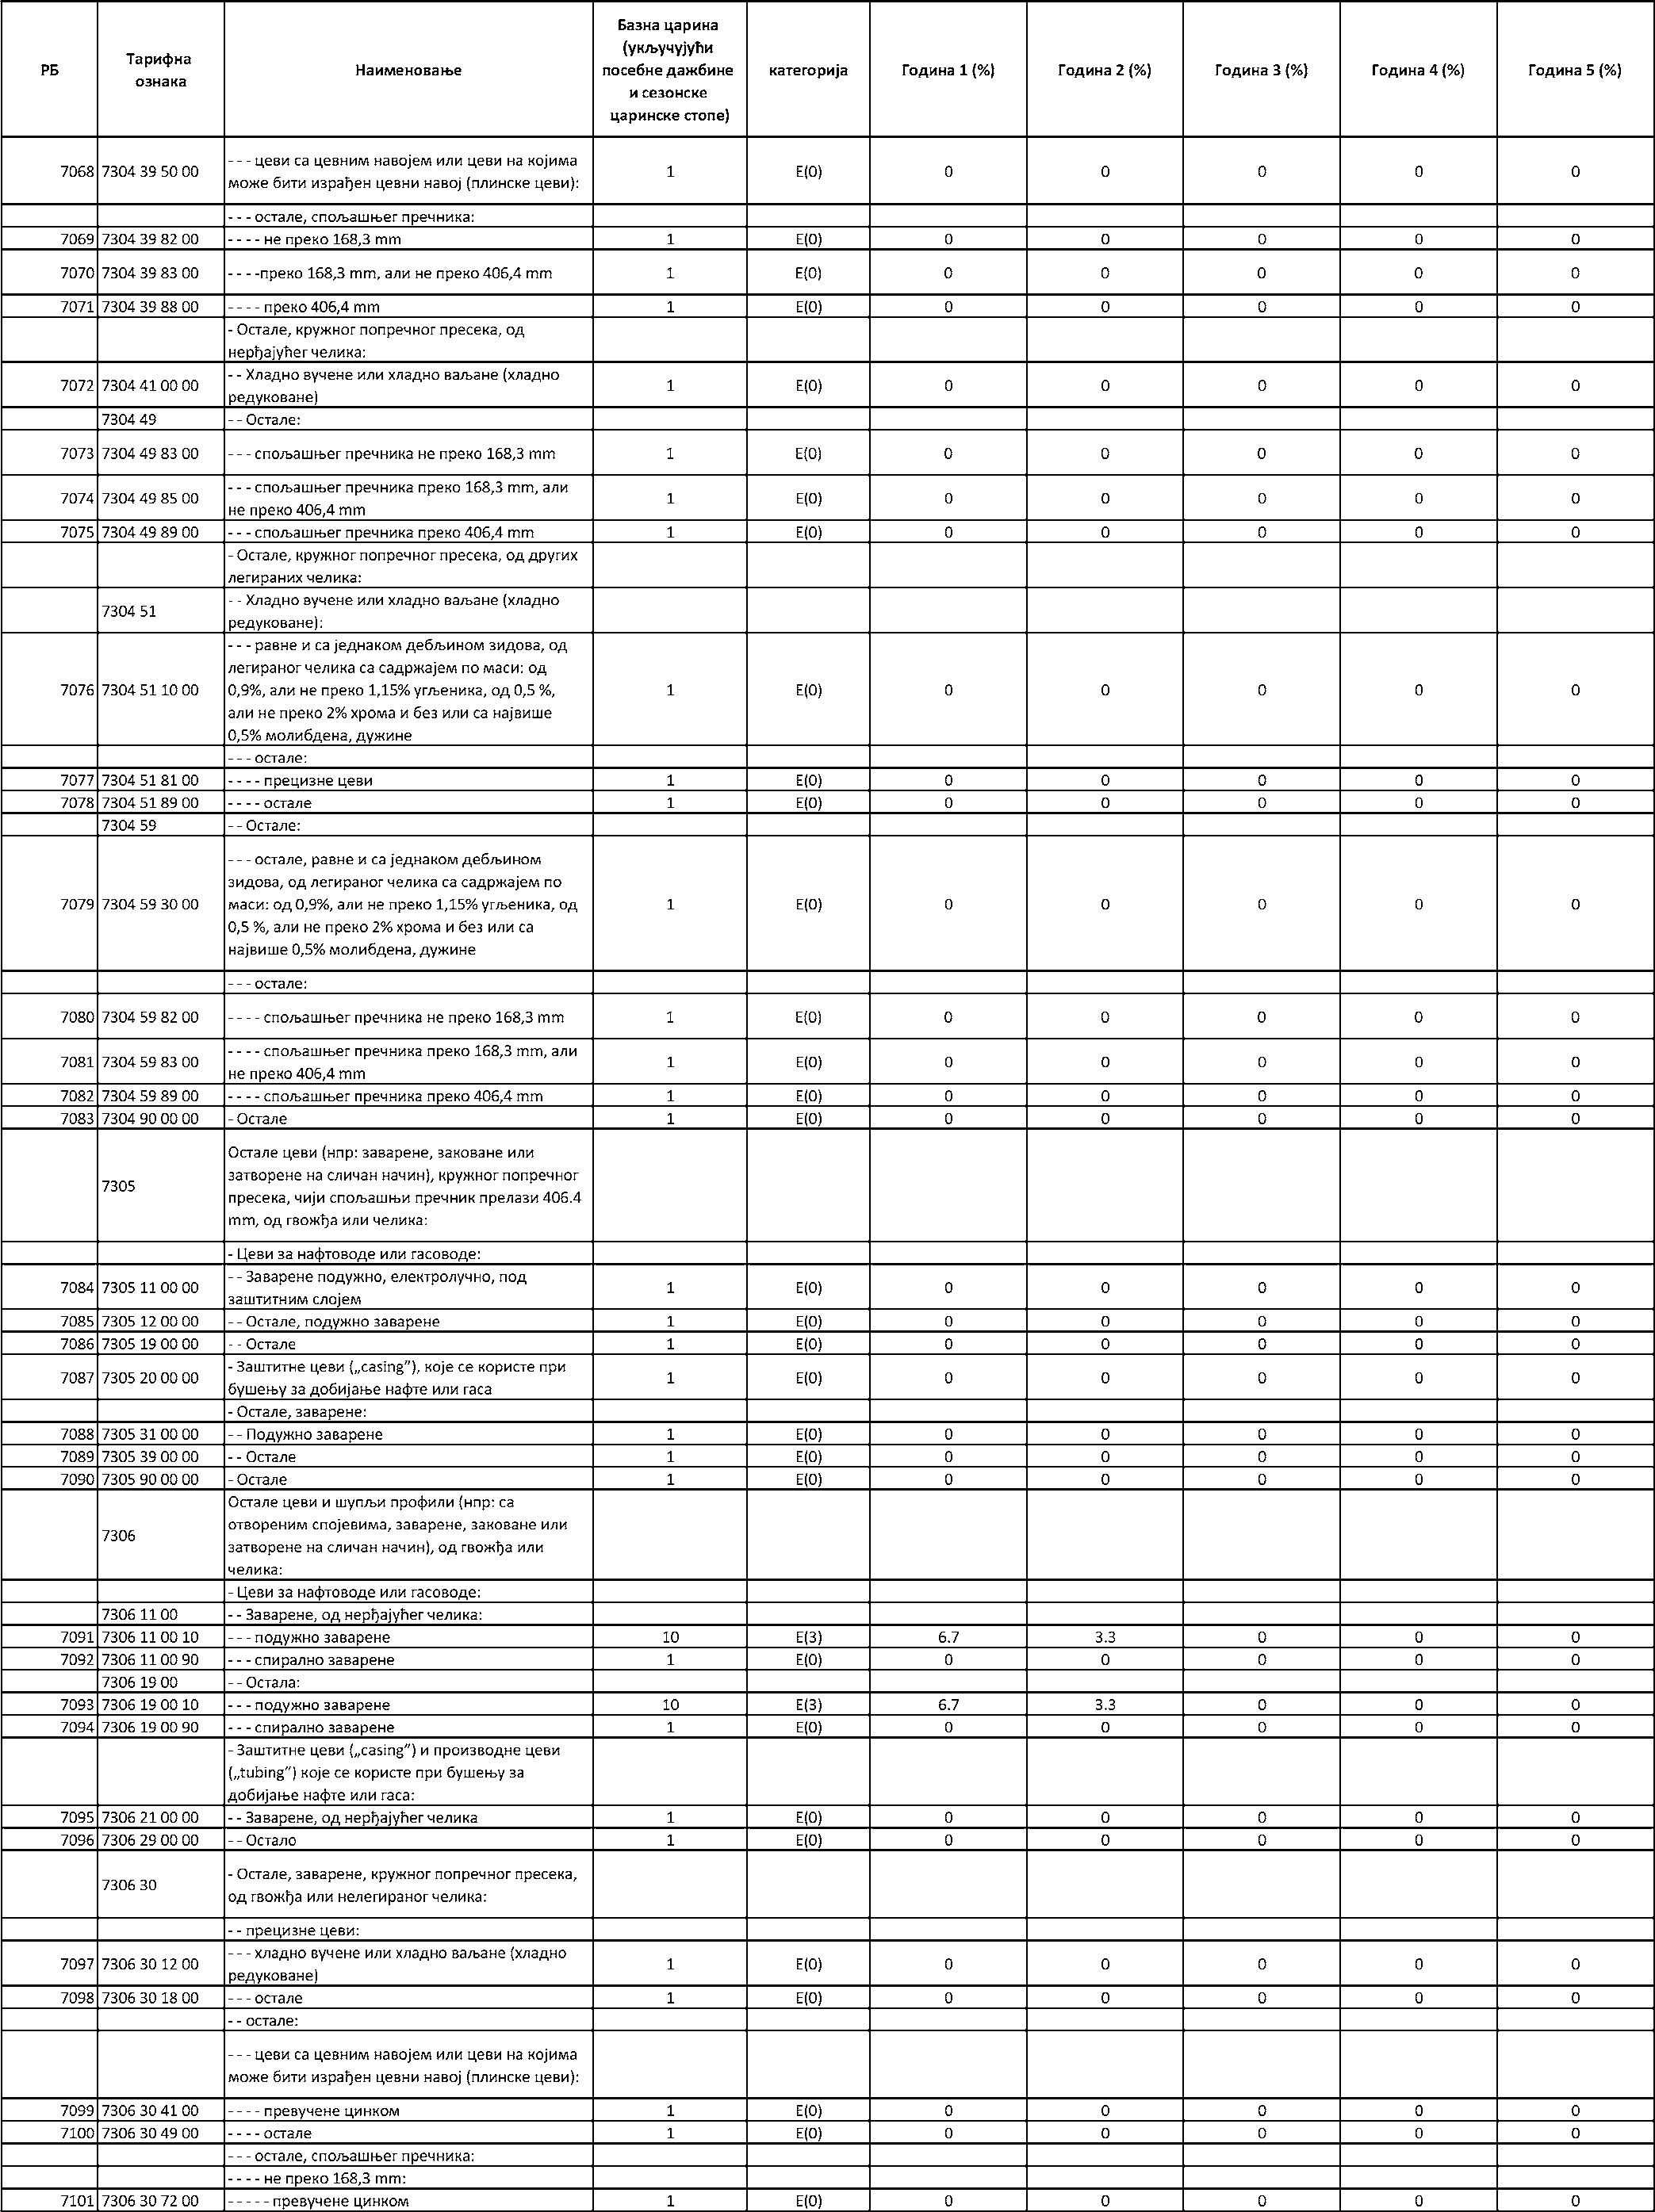 РБ Тарифна ознака Наименовање Базна царина (укључујући посебне дажбине и сезонске царинске стопе) категорија Година 1 (%) Година 2 (%) Година 3 (%) Година 4 (%) Година 5 (%)
7068 7304 39 50 00 - - - цеви са цевним навојем или цеви на којима може бити израђен цевни навој (плинске цеви): 1 E(0) 0 0 0 0 0
- - - остале, спољашњег пречника:
7069 7304 39 82 00 - - - - не преко 168,3 mm 1 E(0) 0 0 0 0 0
7070 7304 39 83 00 - - - -преко 168,3 mm, али не преко 406,4 mm 1 E(0) 0 0 0 0 0
7071 7304 39 88 00 - - - - преко 406,4 mm 1 E(0) 0 0 0 0 0
- Остале, кружног попречног пресека, од нерђајућег челика:
7072 7304 41 00 00 - - Хладно вучене или хладно ваљане (хладно редуковане) 1 E(0) 0 0 0 0 0
7304 49 - - Остале:
7073 7304 49 83 00 - - - спољашњег пречника не преко 168,3 mm 1 E(0) 0 0 0 0 0
7074 7304 49 85 00 - - - спољашњег пречника преко 168,3 mm, али не преко 406,4 mm 1 E(0) 0 0 0 0 0
7075 7304 49 89 00 - - - спољашњег пречника преко 406,4 mm 1 E(0) 0 0 0 0 0
- Остале, кружног попречног пресека, од других легираних челика:
7304 51 - - Хладно вучене или хладно ваљане (хладно редуковане):
7076 7304 51 10 00 - - - равне и са једнаком дебљином зидова, од легираног челика са садржајем по маси: од 0,9%, али не преко 1,15% угљеника, од 0,5 %, али не преко 2% хрома и без или са највише 0,5% молибдена, дужине 1 E(0) 0 0 0 0 0
- - - остале:
7077 7304 51 81 00 - - - - прецизне цеви 1 E(0) 0 0 0 0 0
7078 7304 51 89 00 - - - - остале 1 E(0) 0 0 0 0 0
7304 59 - - Остале:
7079 7304 59 30 00 - - - остале, равне и са једнаком дебљином зидова, од легираног челика са садржајем по маси: од 0,9%, али не преко 1,15% угљеника, од 0,5 %, али не преко 2% хрома и без или са највише 0,5% молибдена, дужине 1 E(0) 0 0 0 0 0
- - - остале:
7080 7304 59 82 00 - - - - спољашњег пречника не преко 168,3 mm 1 E(0) 0 0 0 0 0
7081 7304 59 83 00 - - - - спољашњег пречника преко 168,3 mm, али не преко 406,4 mm 1 E(0) 0 0 0 0 0
7082 7304 59 89 00 - - - - спољашњег пречника преко 406,4 mm 1 E(0) 0 0 0 0 0
7083 7304 90 00 00 - Остале 1 E(0) 0 0 0 0 0
7305 Остале цеви (нпр: заварене, заковане или затворене на сличан начин), кружног попречног пресека, чији спољашњи пречник прелази 406.4 mm, од гвожђа или челика:
- Цеви за нафтоводе или гасоводе:
7084 7305 11 00 00 - - Заварене подужно, електролучно, под заштитним слојем 1 E(0) 0 0 0 0 0
7085 7305 12 00 00 - - Остале, подужно заварене 1 E(0) 0 0 0 0 0
7086 7305 19 00 00 - - Остале 1 E(0) 0 0 0 0 0
7087 7305 20 00 00 - Заштитне цеви („casing”), које се користе при бушењу за добијање нафте или гаса 1 E(0) 0 0 0 0 0
- Остале, заварене:
7088 7305 31 00 00 - - Подужно заварене 1 E(0) 0 0 0 0 0
7089 7305 39 00 00 - - Остале 1 E(0) 0 0 0 0 0
7090 7305 90 00 00 - Остале 1 E(0) 0 0 0 0 0
7306 Остале цеви и шупљи профили (нпр: са отвореним спојевима, заварене, заковане или затворене на сличан начин), од гвожђа или челика:
- Цеви за нафтоводе или гасоводе:
7306 11 00 - - Заварене, од нерђајућег челика:
7091 7306 11 00 10 - - - подужно заварене 10 E(3) 6.7 3.3 0 0 0
7092 7306 11 00 90 - - - спирално заварене 1 E(0) 0 0 0 0 0
7306 19 00 - - Остала:
7093 7306 19 00 10 - - - подужно заварене 10 E(3) 6.7 3.3 0 0 0
7094 7306 19 00 90 - - - спирално заварене 1 E(0) 0 0 0 0 0
- Заштитне цеви („casing”) и производне цеви („tubing”) које се користе при бушењу за добијање нафте или гаса:
7095 7306 21 00 00 - - Заварене, од нерђајућег челика 1 E(0) 0 0 0 0 0
7096 7306 29 00 00 - - Остало 1 E(0) 0 0 0 0 0
7306 30 - Остале, заварене, кружног попречног пресека, од гвожђа или нелегираног челика:
- - прецизне цеви:
7097 7306 30 12 00 - - - хладно вучене или хладно ваљане (хладно редуковане) 1 E(0) 0 0 0 0 0
7098 7306 30 18 00 - - - остале 1 E(0) 0 0 0 0 0
- - остале:
- - - цеви са цевним навојем или цеви на којима може бити израђен цевни навој (плинске цеви):
7099 7306 30 41 00 - - - - превучене цинком 1 E(0) 0 0 0 0 0
7100 7306 30 49 00 - - - - остале 1 E(0) 0 0 0 0 0
- - - остале, спољашњег пречника:
- - - - не преко 168,3 mm:
7101 7306 30 72 00 - - - - - превучене цинком 1 E(0) 0 0 0 0 0